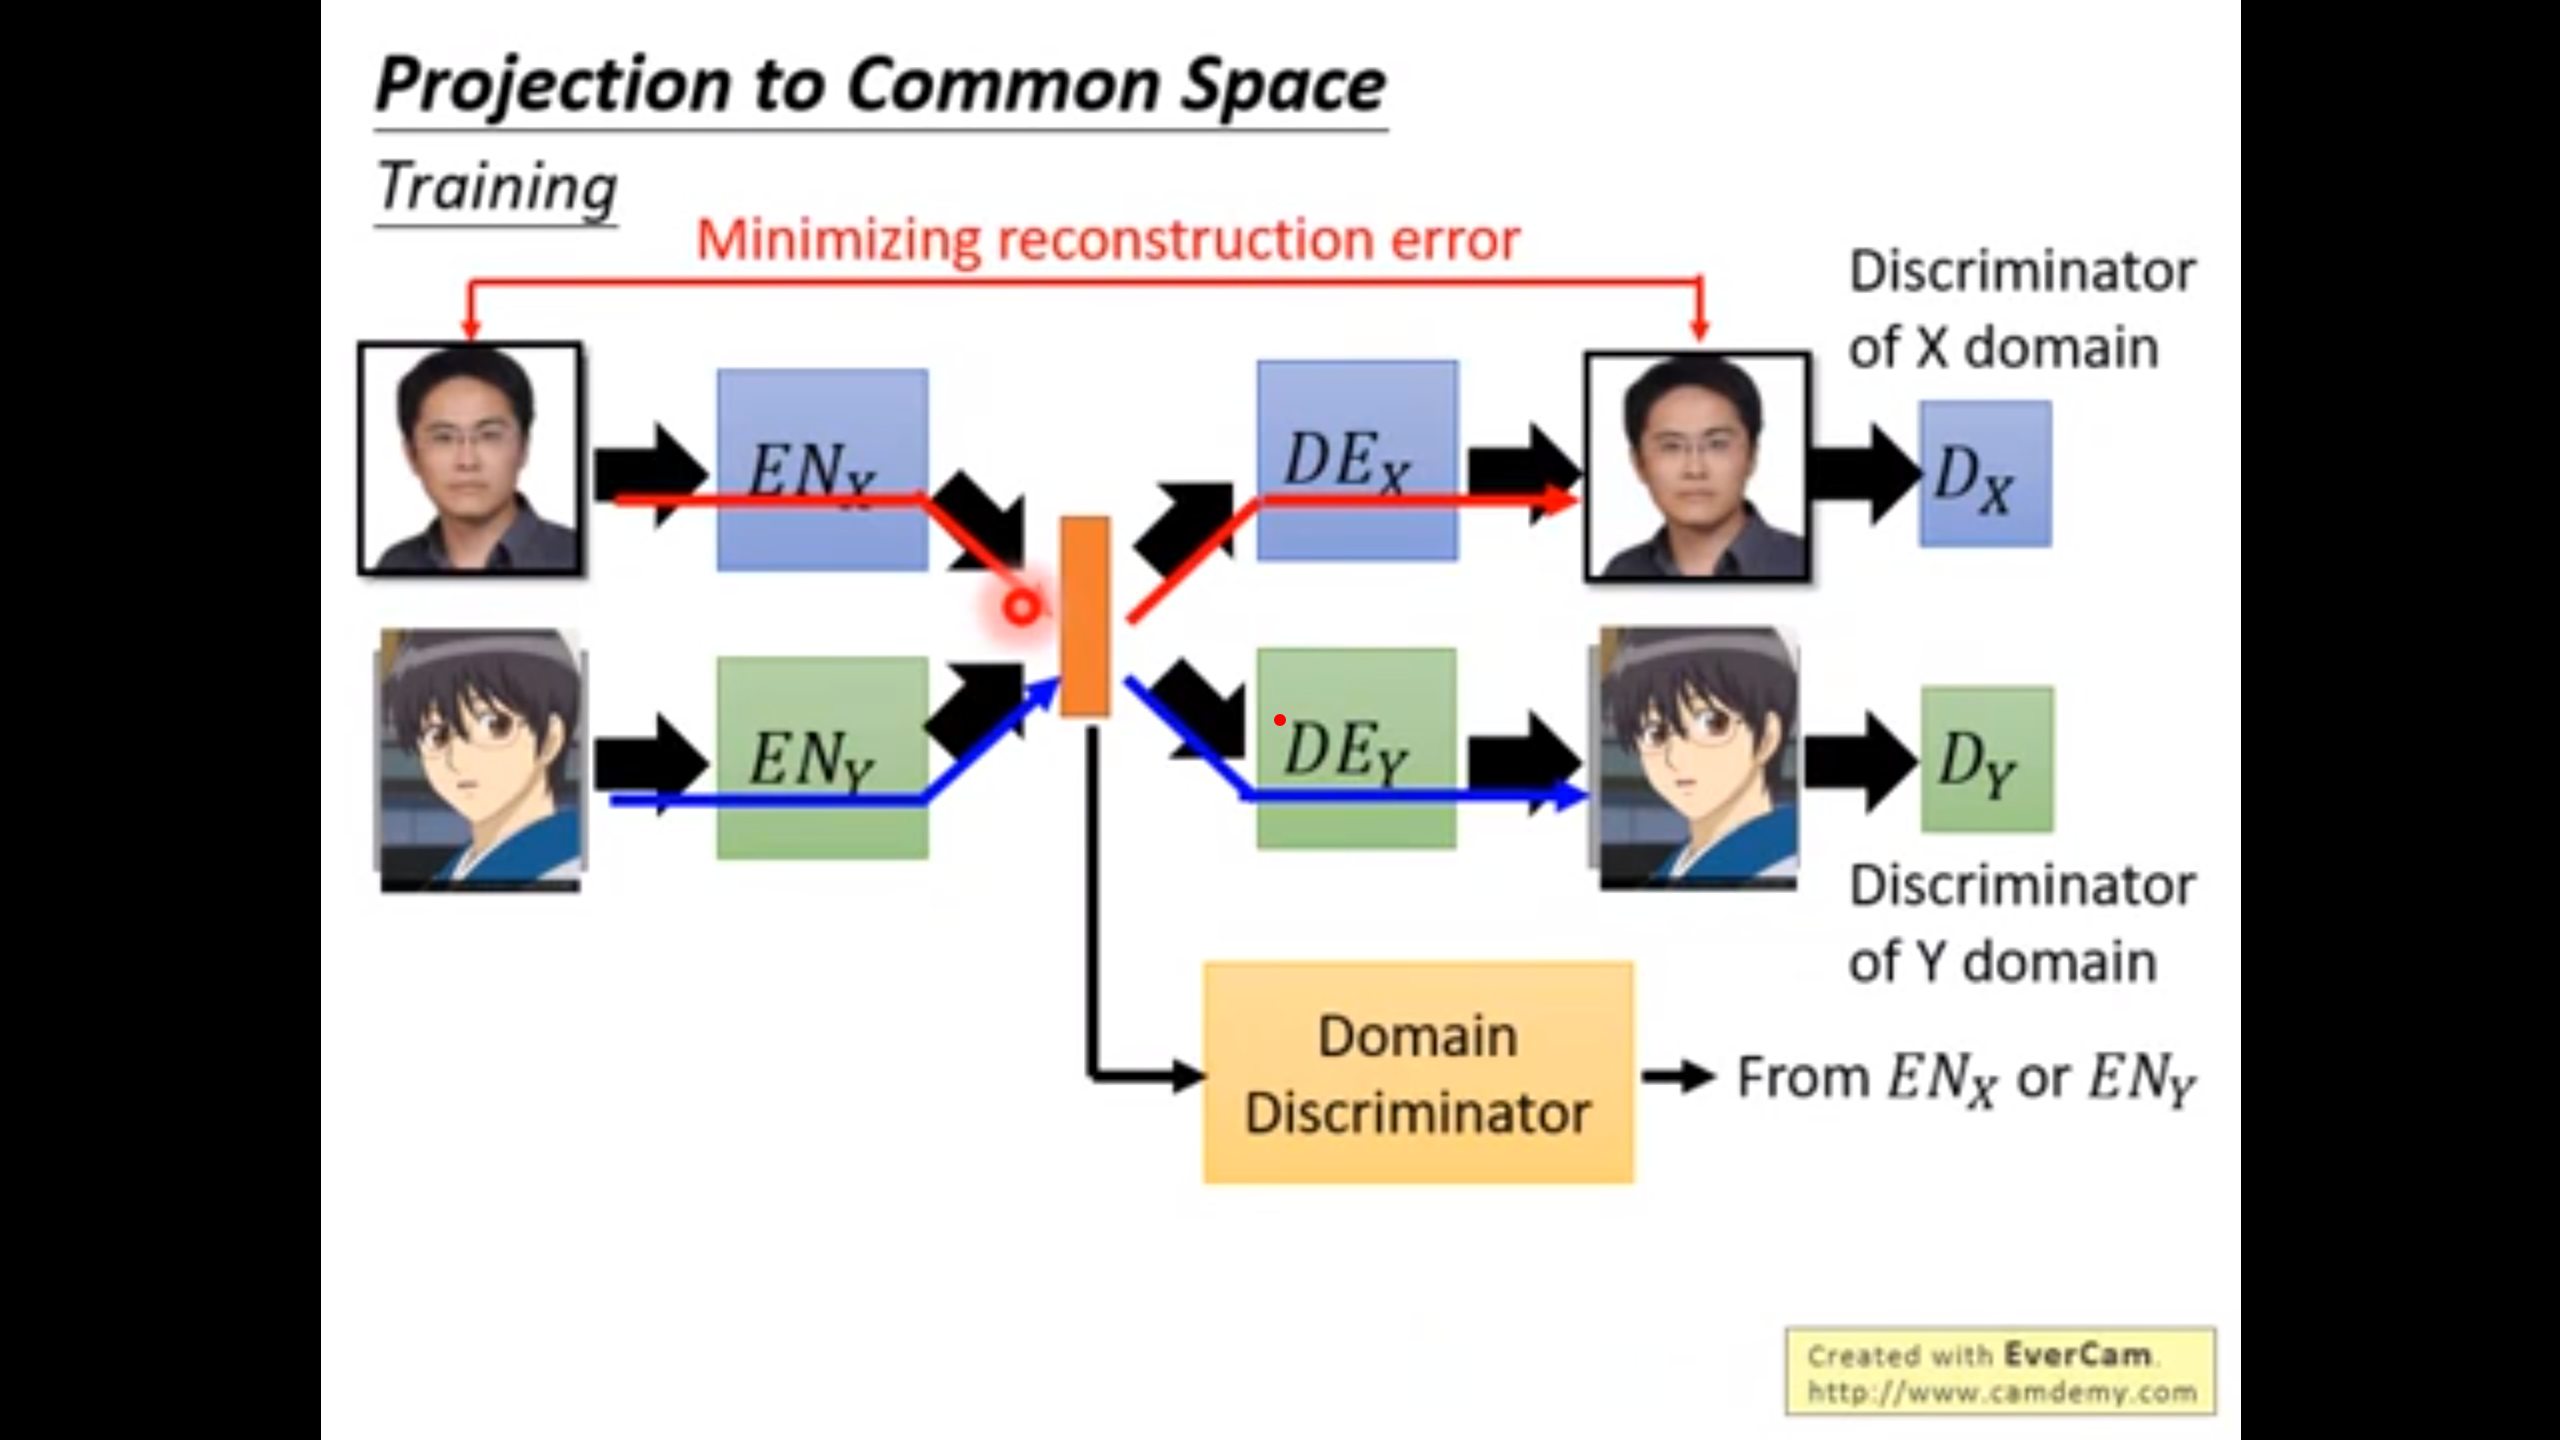 Projection to Common Space
Training
Minimizing reconstruction error
Discriminator
of X domain
EN_X
DE_X
D_X
EN_Y
DE_Y
D_Y
Discriminator
of Y domain
Domain
Discriminator
From EN_X or EN_Y
Created with EverCam.
http://www.camdemy.com